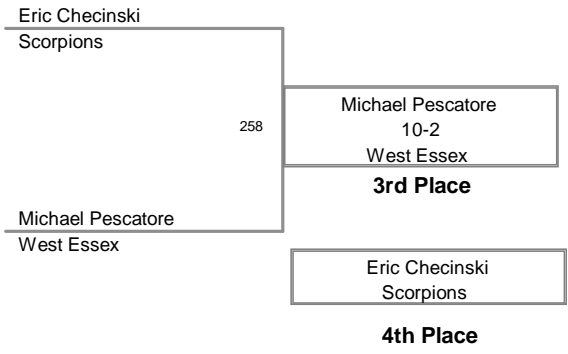 Eric Checinski
Scorpions
258
Michael Pescatore
10-2
West Essex
3rd Place
Michael Pescatore
West Essex
Eric Checinski
Scorpions
4th Place